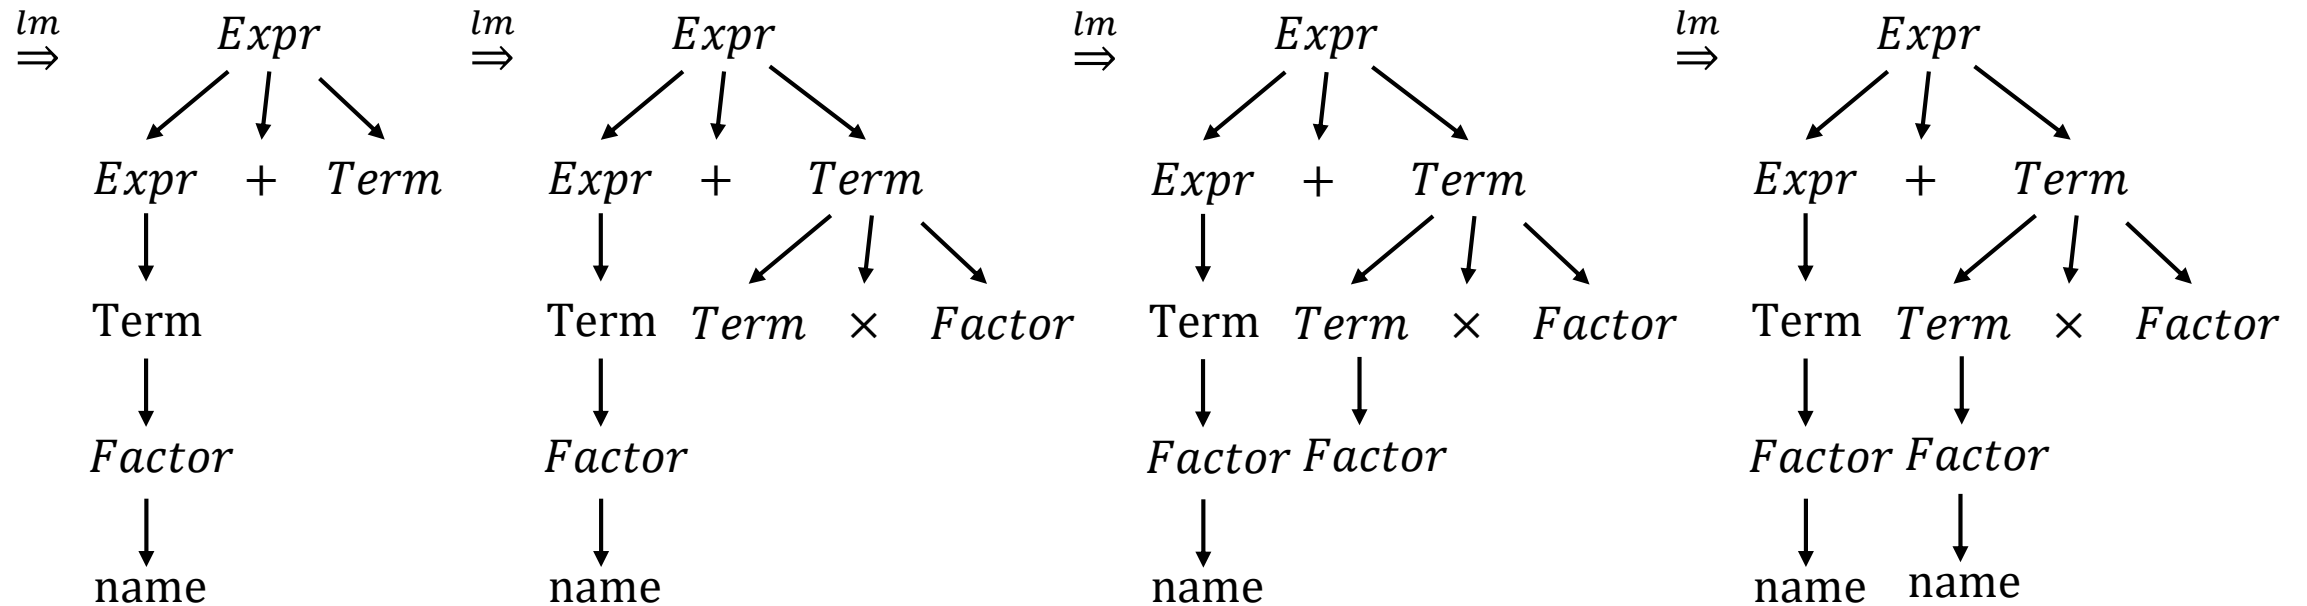 lm Expr lm Expr lm Expr lm Expr
⇒ ⇒ ⇒ ⇒
Expr + Term Expr + Term Expr + Term Expr + Term
Term Term Term × Factor Term Term × Factor Term Term × Factor
Factor Factor Factor Factor Factor Factor
name name name name name